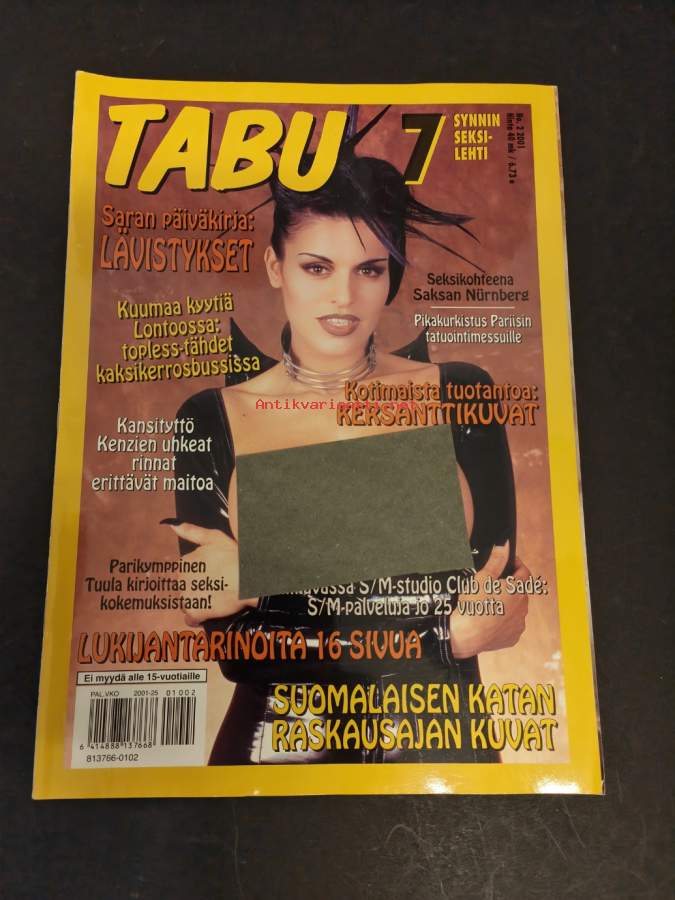 TABU
7
SYNNIN
SEKSI-
LEHTI
No. 2 2001
Hinta 40 mk / 6.73 e
Saran päiväkirja:
LÄVISTYKSET
Seksikohteena
Saksan Nürnberg
Kuumaa kyytiä
Lontoossa:
topless-tähdet
kaksikerrosbussissa
Pikakurkistus Pariisin
tatuointimessuille
Kotimaista tuotantoa:
KERSANTTIKUVAT
Antikvariaatti.net
Kansityttö
Kenzien uhkeat
rinnat
erittävät maitoa
Parikymppinen
Tuula kirjoittaa seksi-
kokemuksistaan!
S/M-studio Club de Sade:
S/M-palveluja jo 25 vuotta
LUKIJANTARINOITA 16 SIVUA
Ei myydä alle 15-vuotiaille
PAL.VKO 2001-25 01002
6 414888 137668
813766-0102
SUOMALAISEN KATAN
RASKAUSAJAN KUVAT